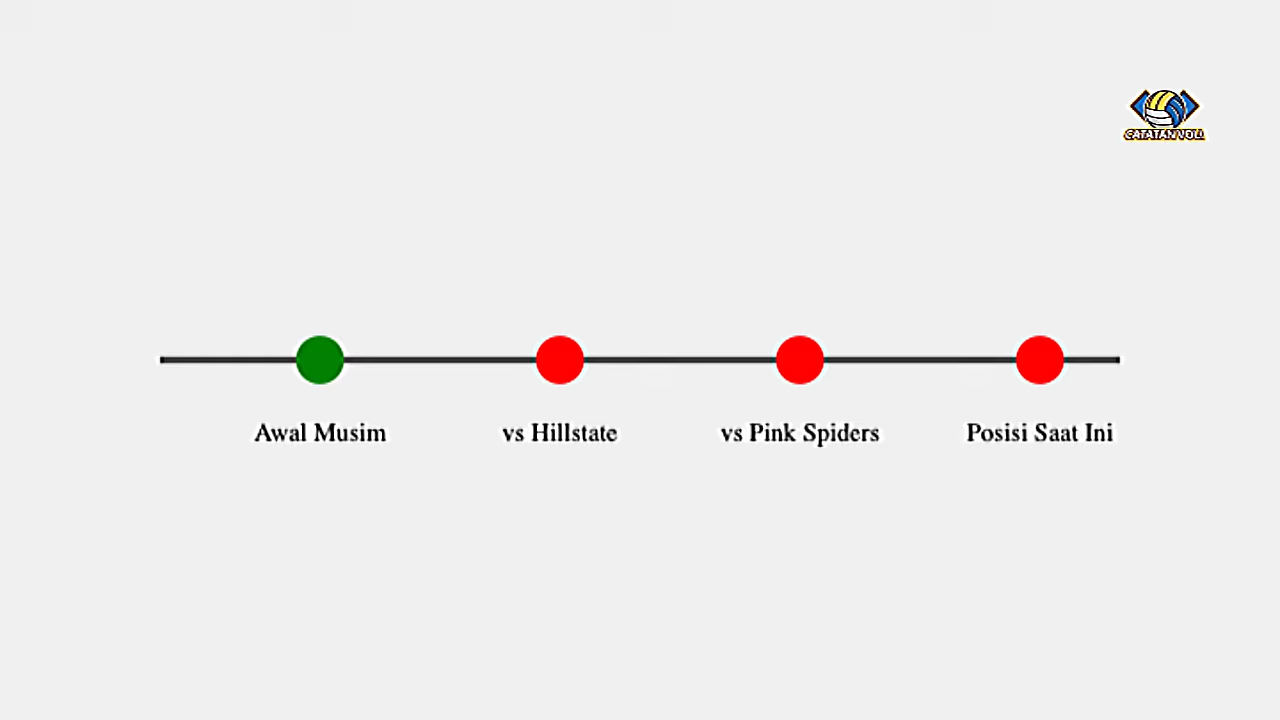 CATATAN VOLI
Awal Musim
vs Hillstate
vs Pink Spiders
Posisi Saat Ini